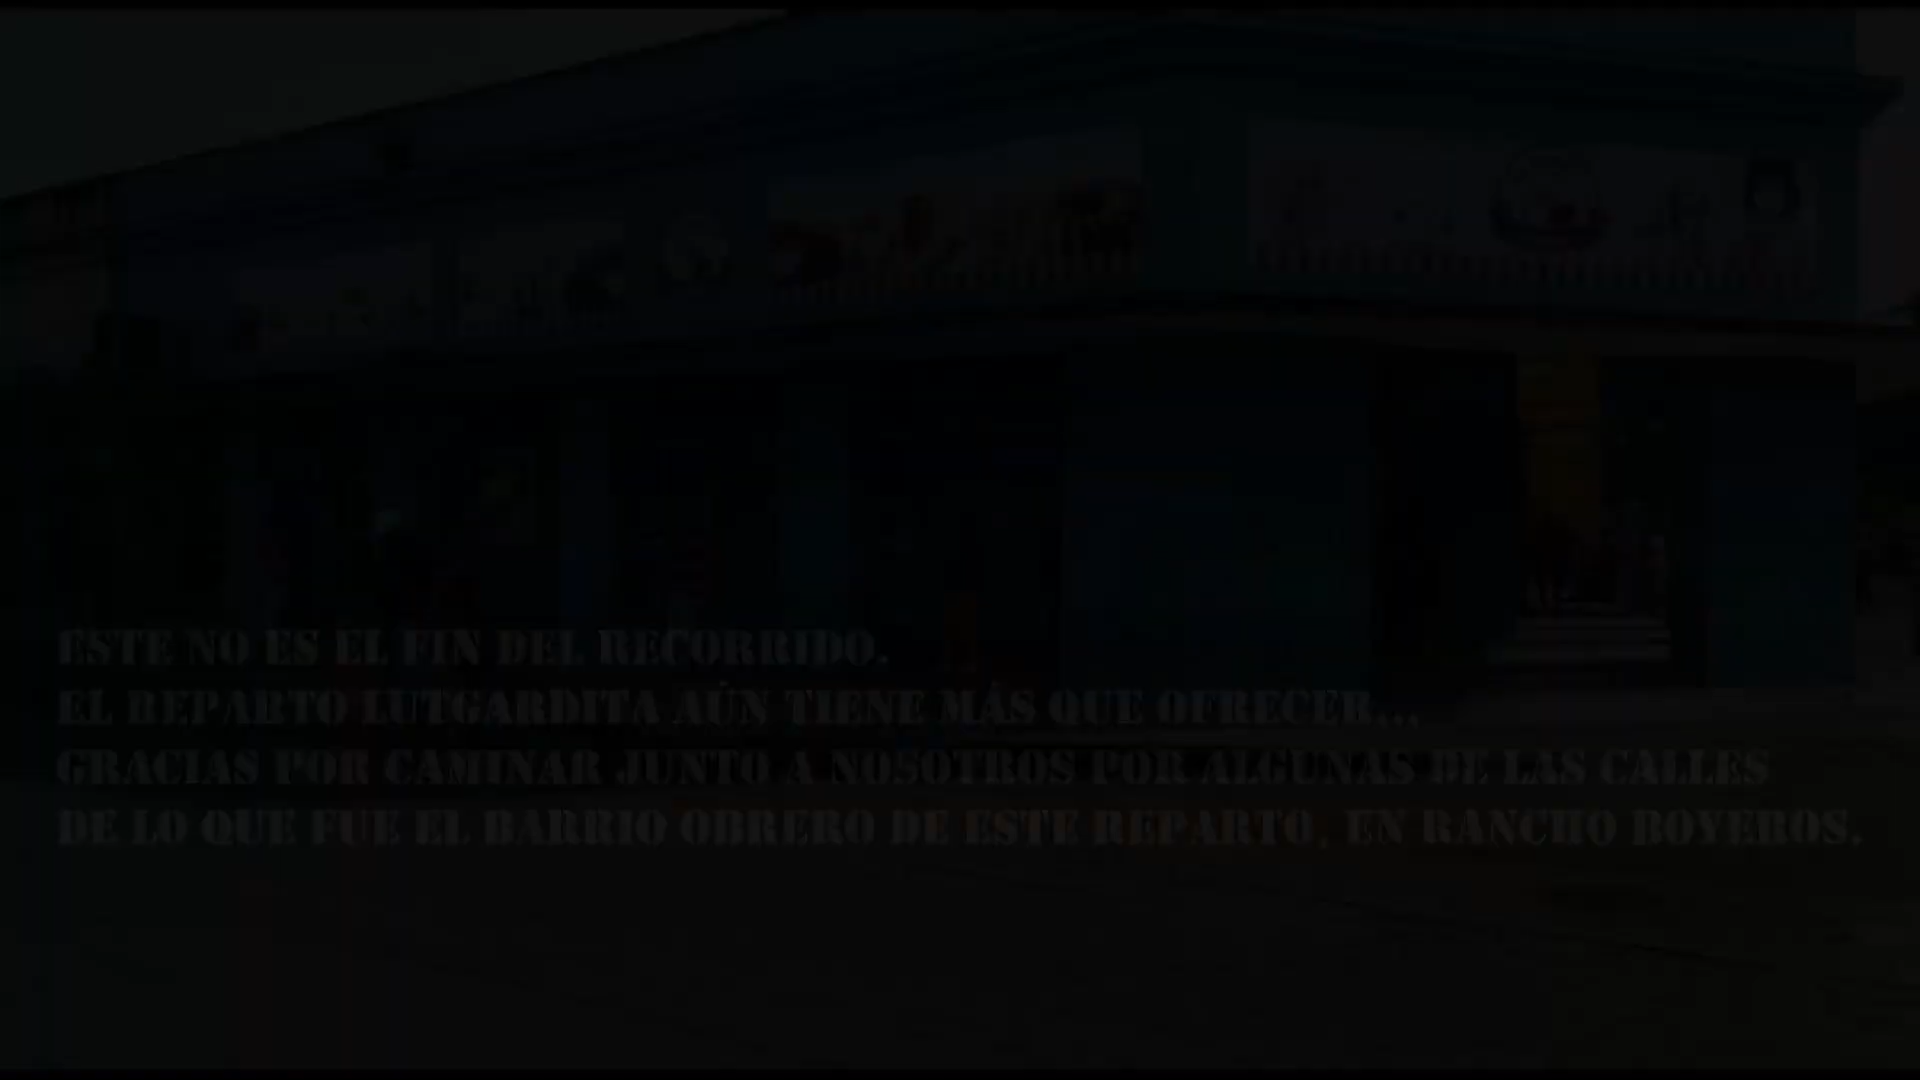 ESTE NO ES EL FIN DEL RECORRIDO.
EL REPARTO LUTGARDITA AÚN TIENE MÁS QUE OFRECER...
GRACIAS POR CAMINAR JUNTO A NOSOTROS POR ALGUNAS DE LAS CALLES
DE LO QUE FUE EL BARRIO OBRERO DE ESTE REPARTO, EN RANCHO BOYEROS.